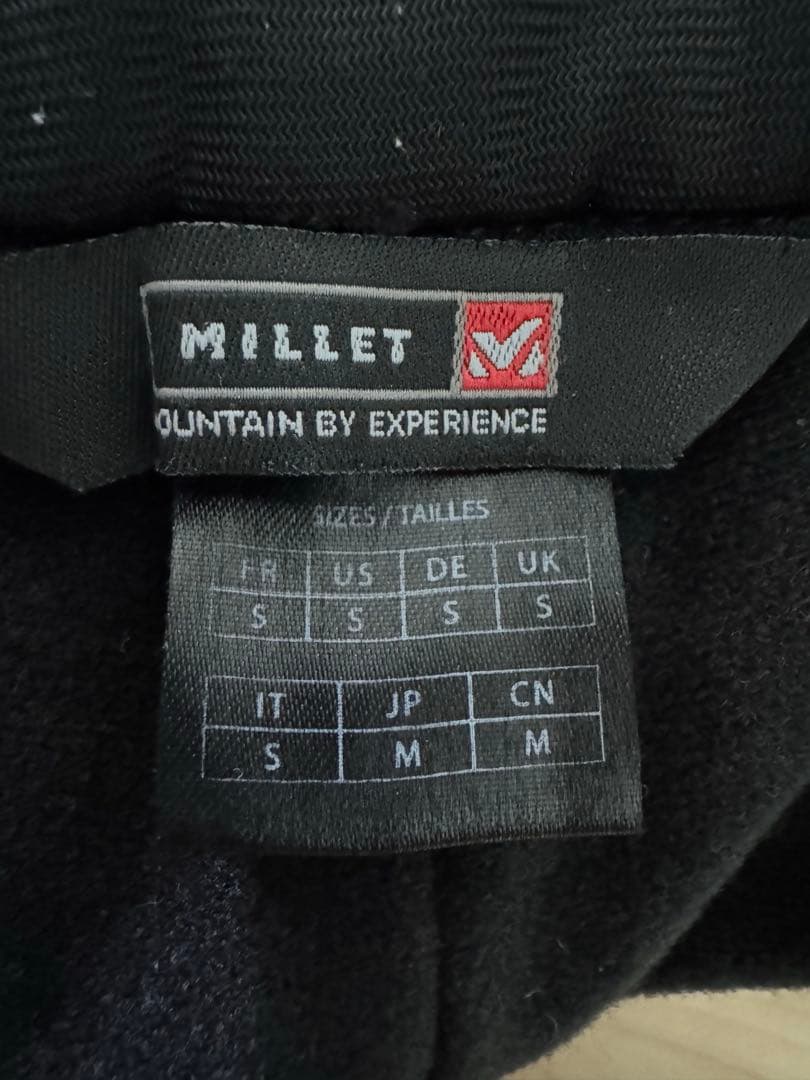 MILLET
OUNTAIN BY EXPERIENCE
SIZES / TAILLES
FR US DE UK
S S S S
IT JP CN
S M M